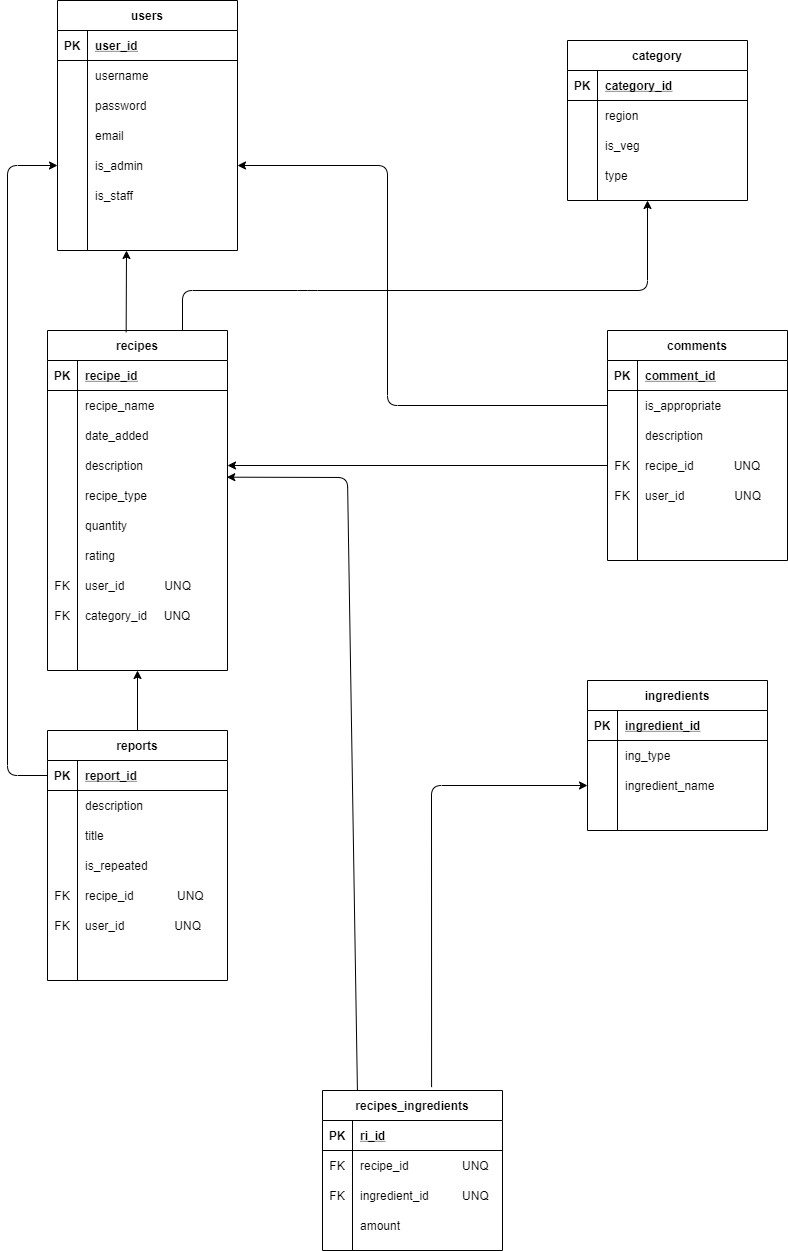 users
PK user_id
username
password
email
is_admin
is_staff
category
PK category_id
region
is_veg
type
recipes
PK recipe_id
recipe_name
date_added
description
recipe_type
quantity
rating
FK user_id UNQ
FK category_id UNQ
comments
PK comment_id
is_appropriate
description
FK recipe_id UNQ
FK user_id UNQ
reports
PK report_id
description
title
is_repeated
FK recipe_id UNQ
FK user_id UNQ
ingredients
PK ingredient_id
ing_type
ingredient_name
recipes_ingredients
PK ri_id
FK recipe_id UNQ
FK ingredient_id UNQ
amount